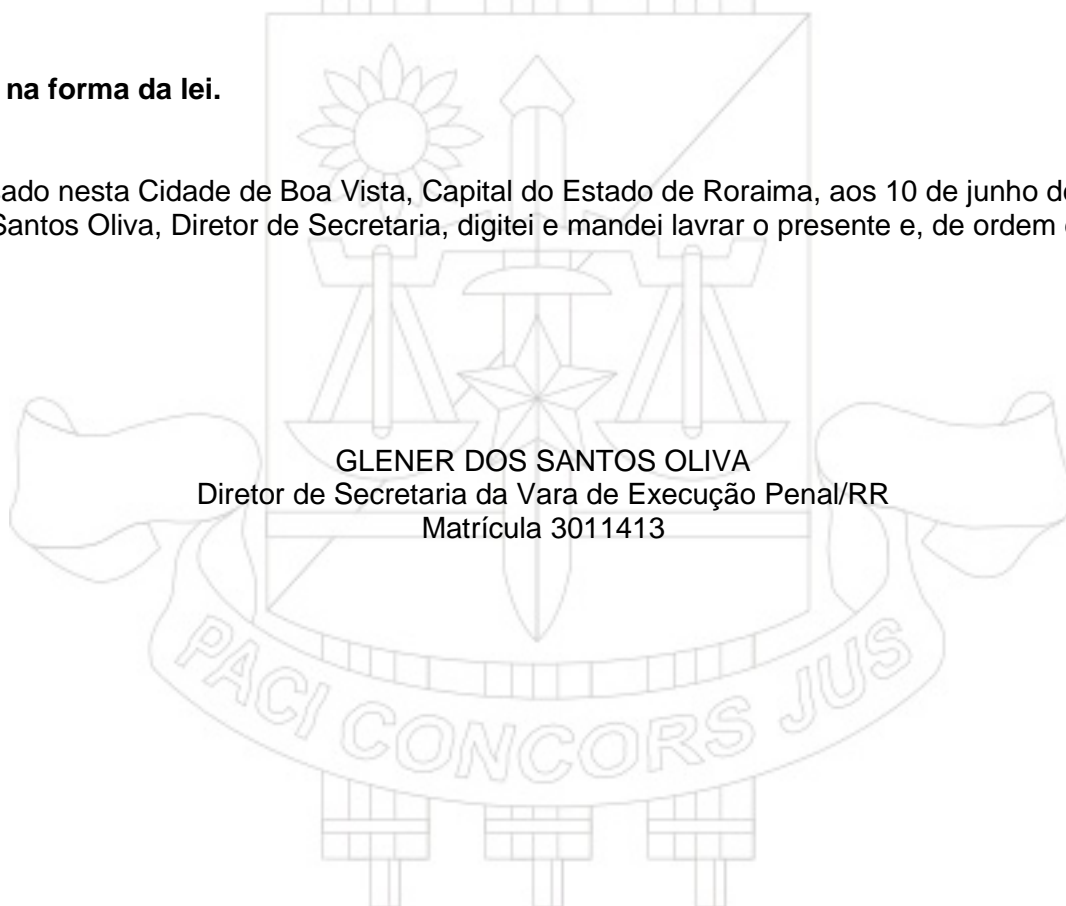 na forma da lei.
ado nesta Cidade de Boa Vista, Capital do Estado de Roraima, aos 10 de junho d
Santos Oliva, Diretor de Secretaria, digitei e mandei lavrar o presente e, de ordem
GLENER DOS SANTOS OLIVA
Diretor de Secretaria da Vara de Execução Penal/RR
Matrícula 3011413
PACI CONCORS JUS